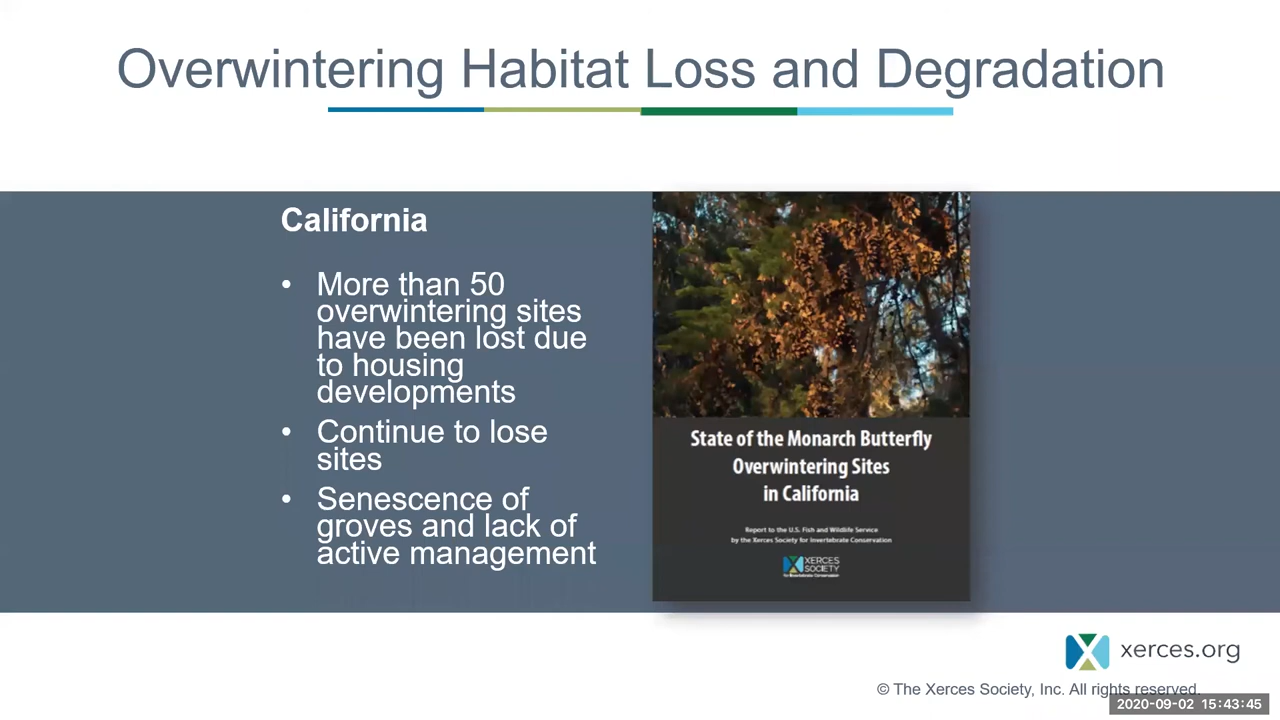 Overwintering Habitat Loss and Degradation
California
• More than 50
overwintering sites
have been lost due
to housing
developments
• Continue to lose
sites
• Senescence of
groves and lack of
active management
State of the Monarch Butterfly
Overwintering Sites
in California
Report to the U.S. Fish and Wildlife Service
by the Xerces Society for Invertebrate Conservation
XERCES
SOCIETY
for Invertebrate Conservation
xerces.org
© The Xerces Society, Inc. All rights reserved.
2020-09-02 15:43:45